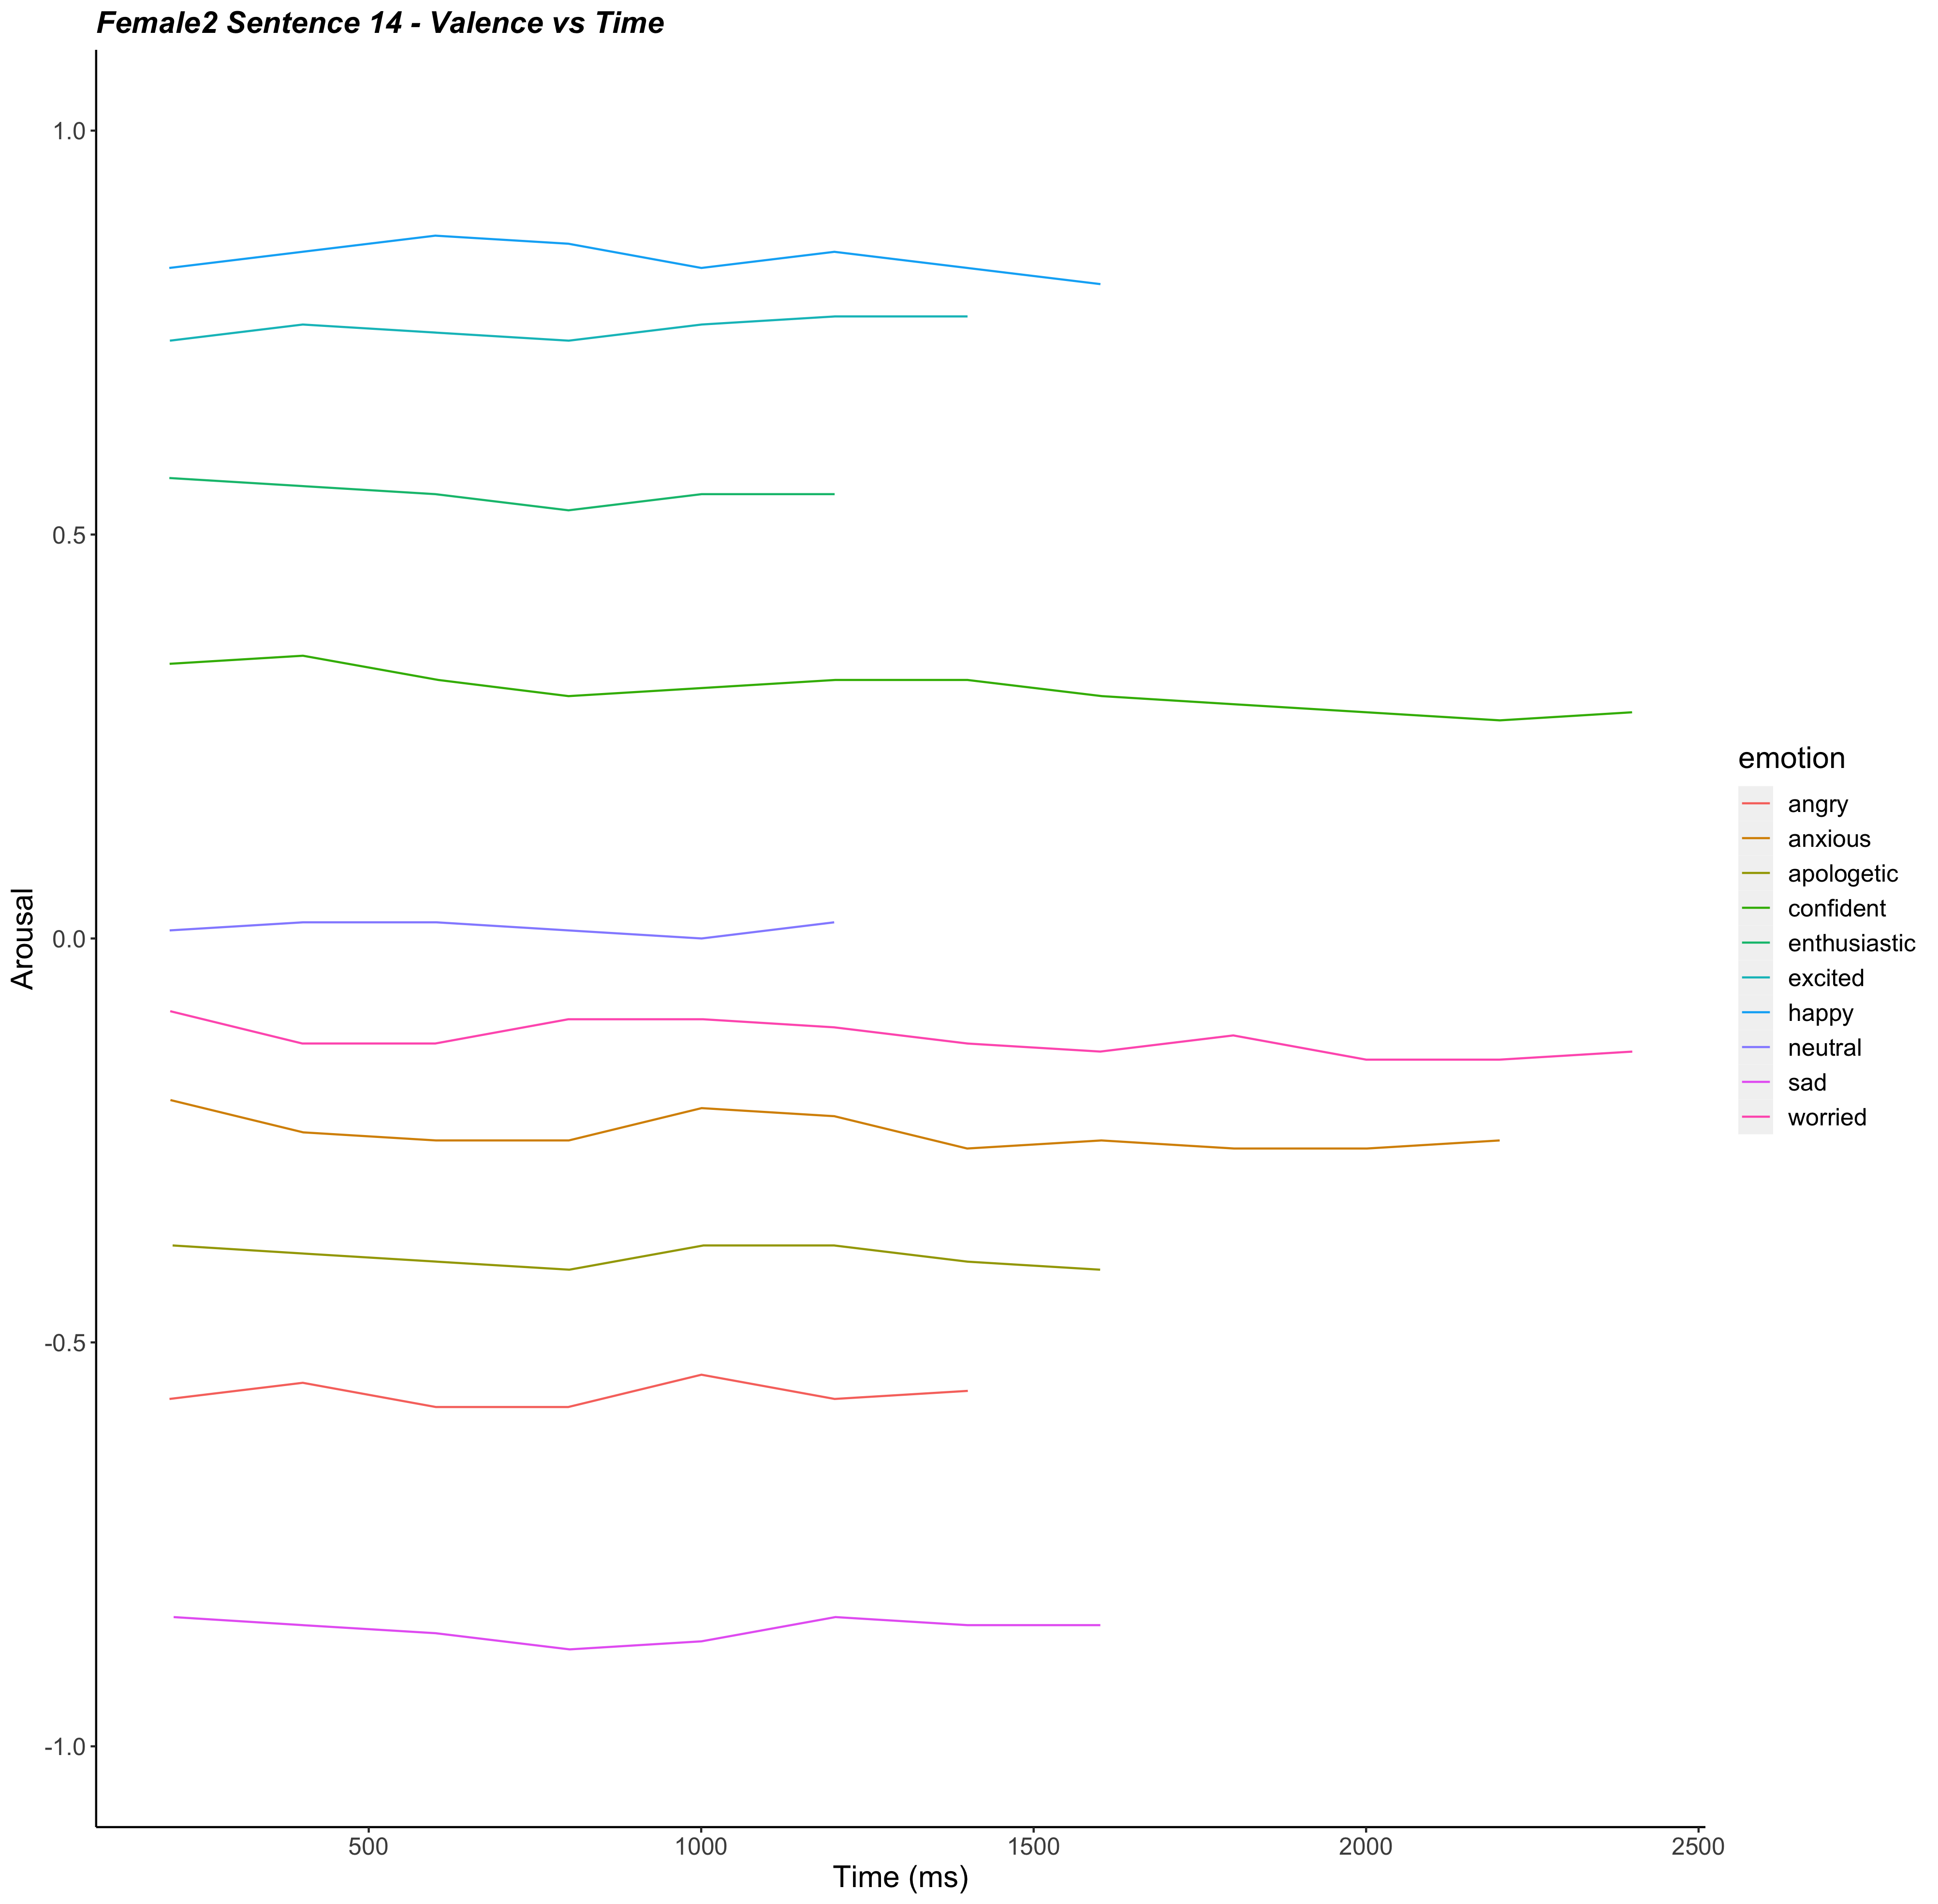 Female2 Sentence 14 - Valence vs Time
1.0
0.5
0.0
-0.5
-1.0
Arousal
500
1000
1500
2000
2500
Time (ms)
emotion
angry
anxious
apologetic
confident
enthusiastic
excited
happy
neutral
sad
worried